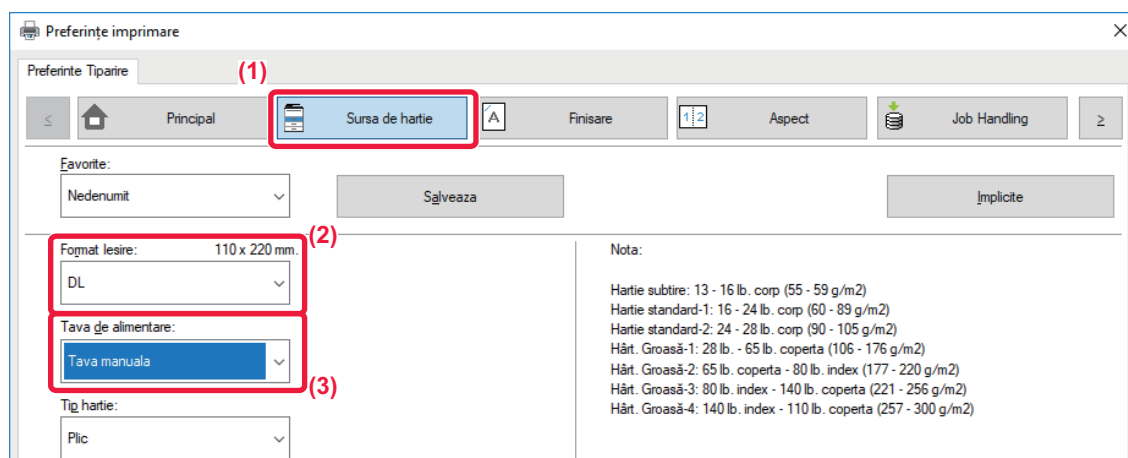 Preferințe imprimare
Preferinte Tiparire
(1)
≤ Principal Sursa de hartie A Finisare 1 2 Aspect Job Handling ≥
Favorite:
Nedenumit Salveaza Implicite
(2)
Format Iesire: 110 x 220 mm.
DL
Tava de alimentare:
Tava manuala
(3)
Tip hartie:
Plic
Nota:
Hartie subtire: 13 - 16 lb. corp (55 - 59 g/m2)
Hartie standard-1: 16 - 24 lb. corp (60 - 89 g/m2)
Hartie standard-2: 24 - 28 lb. corp (90 - 105 g/m2)
Hârt. Groasă-1: 28 lb. - 65 lb. coperta (106 - 176 g/m2)
Hârt. Groasă-2: 65 lb. coperta - 80 lb. index (177 - 220 g/m2)
Hârt. Groasă-3: 80 lb. index - 140 lb. coperta (221 - 256 g/m2)
Hârt. Groasă-4: 140 lb. index - 110 lb. coperta (257 - 300 g/m2)